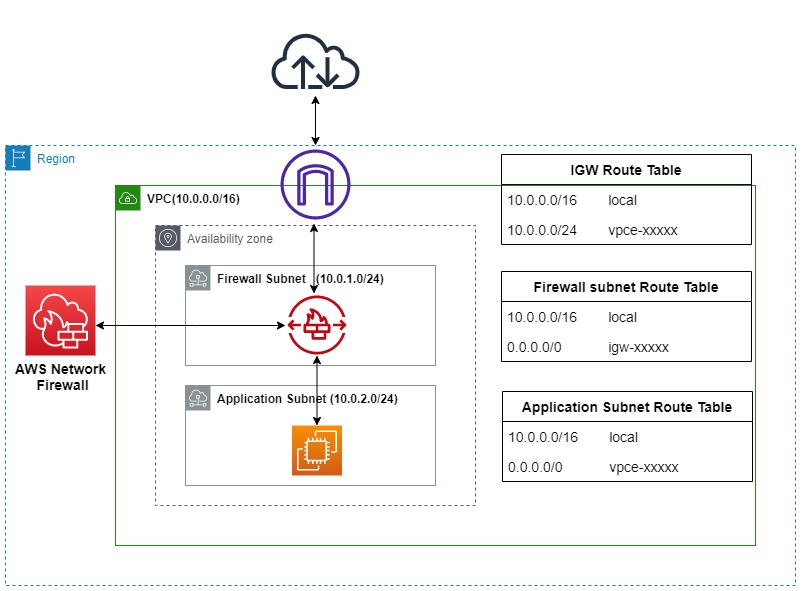 Region
VPC(10.0.0.0/16)
Availability zone
Firewall Subnet (10.0.1.0/24)
Application Subnet (10.0.2.0/24)
AWS Network
Firewall
IGW Route Table
10.0.0.0/16 local
10.0.0.0/24 vpce-xxxxx
Firewall subnet Route Table
10.0.0.0/16 local
0.0.0.0/0 igw-xxxxx
Application Subnet Route Table
10.0.0.0/16 local
0.0.0.0/0 vpce-xxxxx